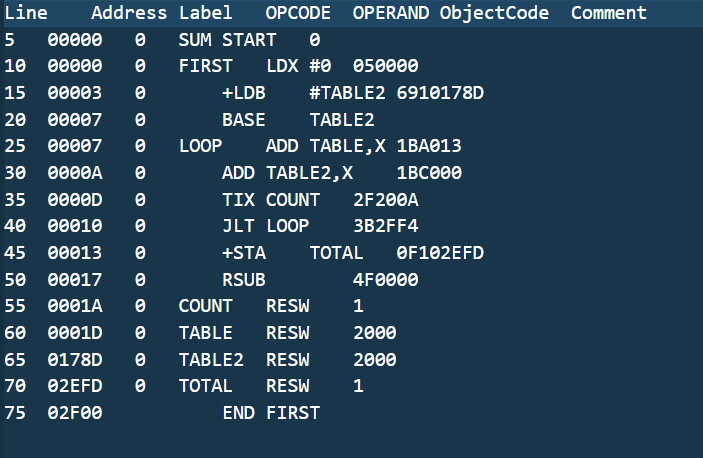 Line Address Label OPCODE OPERAND ObjectCode Comment
5 00000 0 SUM START 0
10 00000 0 FIRST LDX #0 050000
15 00003 0 +LDB #TABLE2 6910178D
20 00007 0 BASE TABLE2
25 00007 0 LOOP ADD TABLE,X 1BA013
30 0000A 0 ADD TABLE2,X 1BC000
35 0000D 0 TIX COUNT 2F200A
40 00010 0 JLT LOOP 3B2FF4
45 00013 0 +STA TOTAL 0F102EFD
50 00017 0 RSUB 4F0000
55 0001A 0 COUNT RESW 1
60 0001D 0 TABLE RESW 2000
65 0178D 0 TABLE2 RESW 2000
70 02EFD 0 TOTAL RESW 1
75 02F00 END FIRST